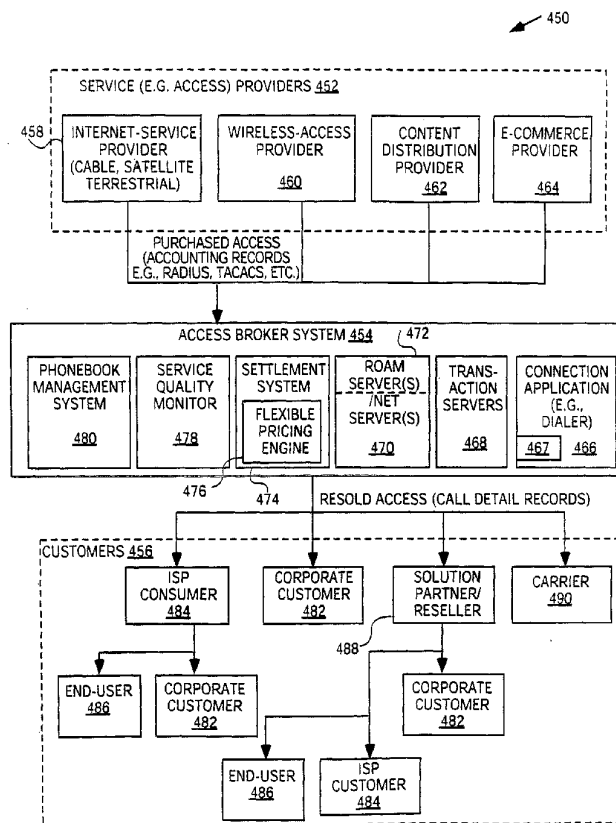 450
SERVICE (E.G. ACCESS) PROVIDERS 452
458
INTERNET-SERVICE
PROVIDER
(CABLE, SATELLITE
TERRESTRIAL)
WIRELESS-ACCESS
PROVIDER
460
CONTENT
DISTRIBUTION
PROVIDER
462
E-COMMERCE
PROVIDER
464
PURCHASED ACCESS
(ACCOUNTING RECORDS
E.G., RADIUS, TACACS, ETC.)
ACCESS BROKER SYSTEM 454
472
PHONEBOOK
MANAGEMENT
SYSTEM
480
SERVICE
QUALITY
MONITOR
478
SETTLEMENT
SYSTEM
FLEXIBLE
PRICING
ENGINE
476
474
ROAM
SERVER(S)
/NET
SERVER(S)
470
TRANS-
ACTION
SERVERS
468
CONNECTION
APPLICATION
(E.G.,
DIALER)
467
466
RESOLD ACCESS (CALL DETAIL RECORDS)
CUSTOMERS 456
ISP
CONSUMER
484
CORPORATE
CUSTOMER
482
SOLUTION
PARTNER/
RESELLER
488
CARRIER
490
END-USER
486
CORPORATE
CUSTOMER
482
CORPORATE
CUSTOMER
482
END-USER
486
ISP
CUSTOMER
484